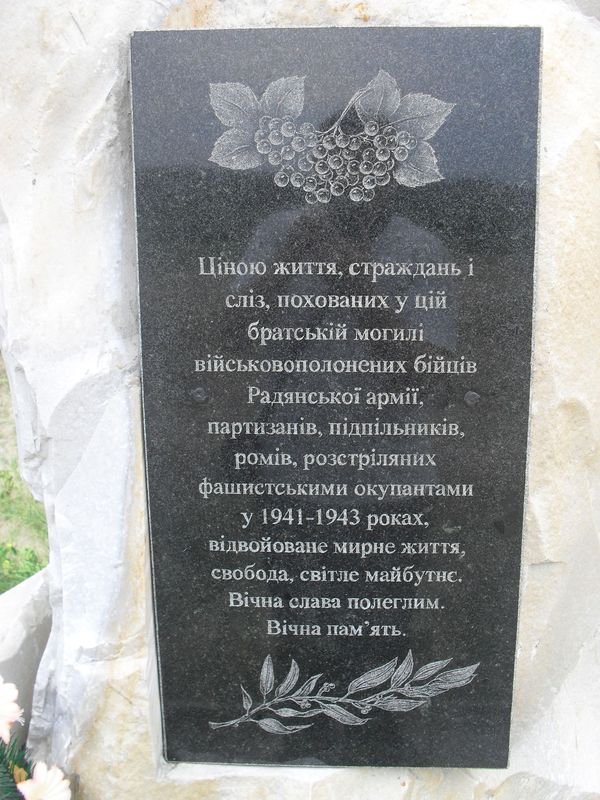 Ціною життя, страждань і
сліз, похованих у цій
братській могилі
військовополонених бійців
Радянської армії,
партизанів, підпільників,
ромів, розстріляних
фашистськими окупантами
у 1941-1943 роках,
відвойоване мирне життя,
свобода, світле майбутнє.
Вічна слава полеглим.
Вічна пам’ять.